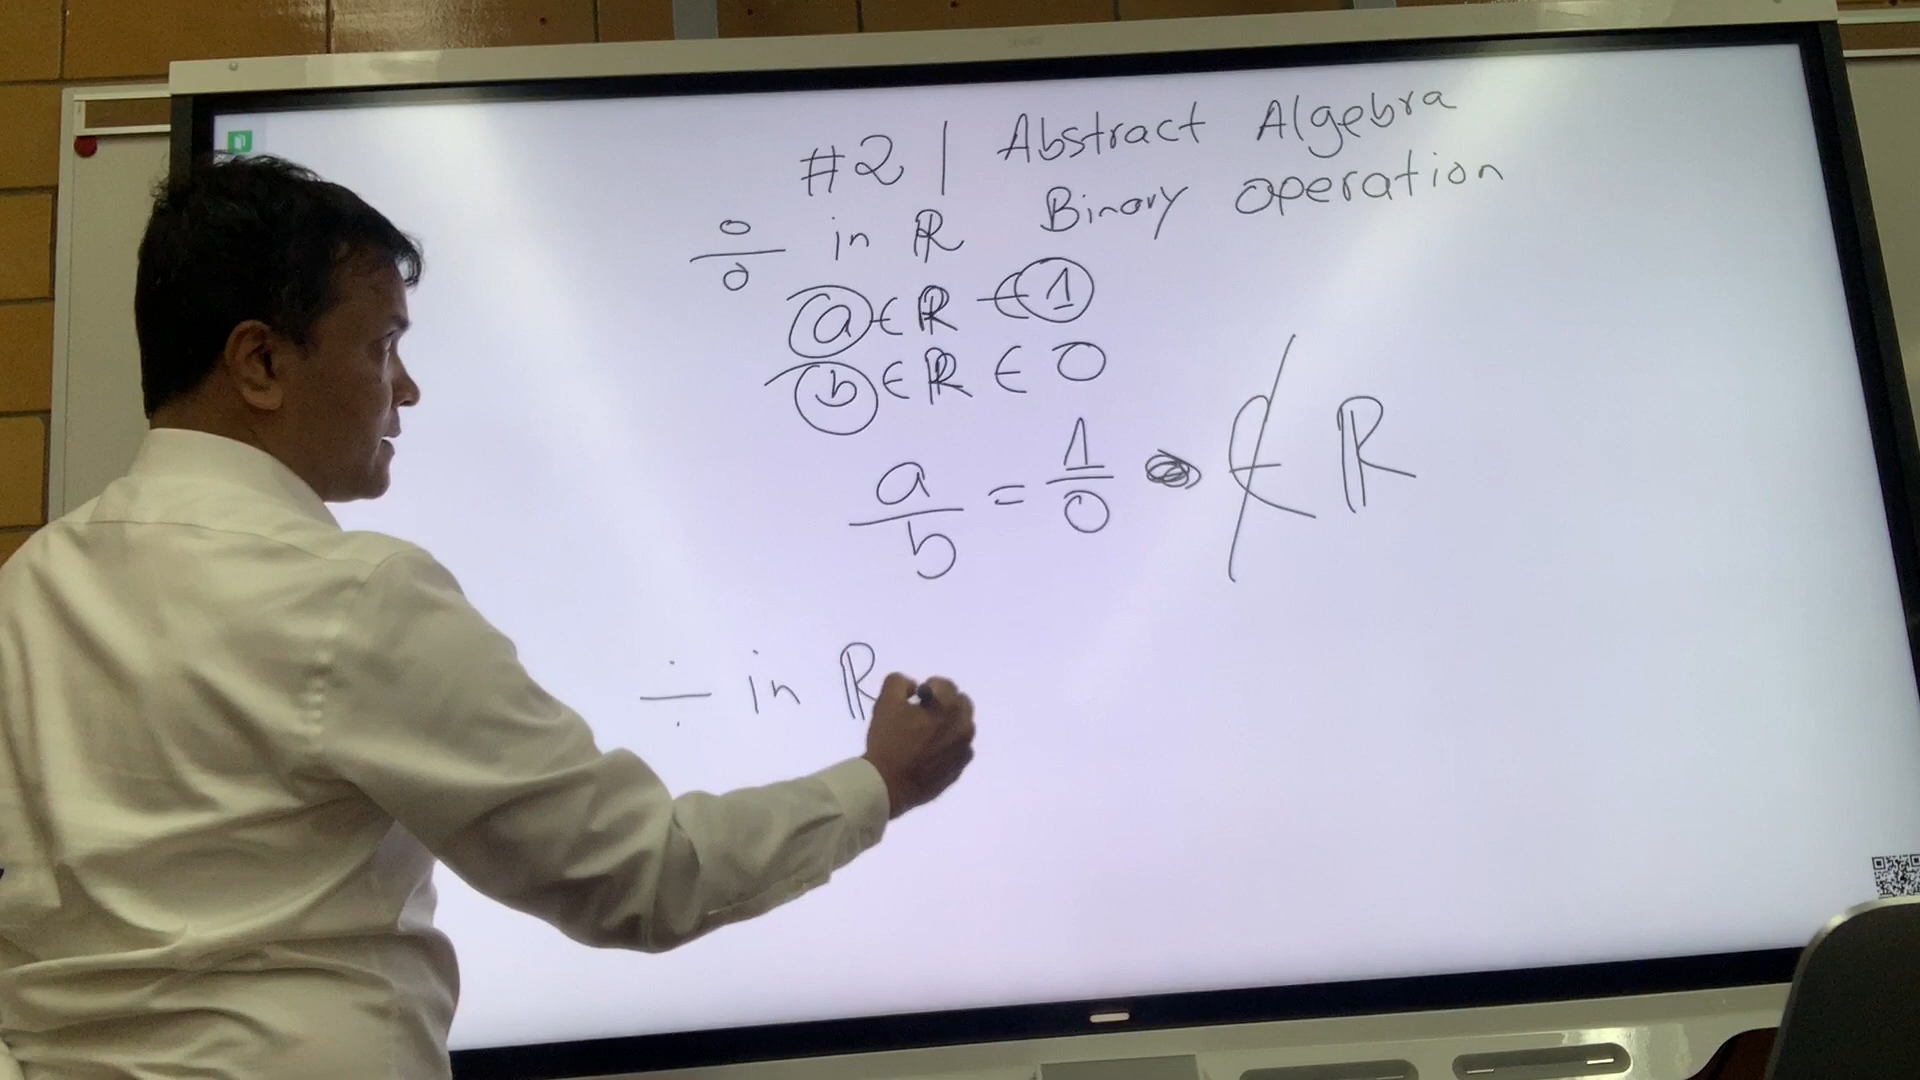 #2 | Abstract Algebra
Binary operation
÷ in ℝ
a ∈ ℝ ∈ 1
b ∈ ℝ ∈ 0
a/b = 1/0 ∉ ℝ
÷ in ℝ